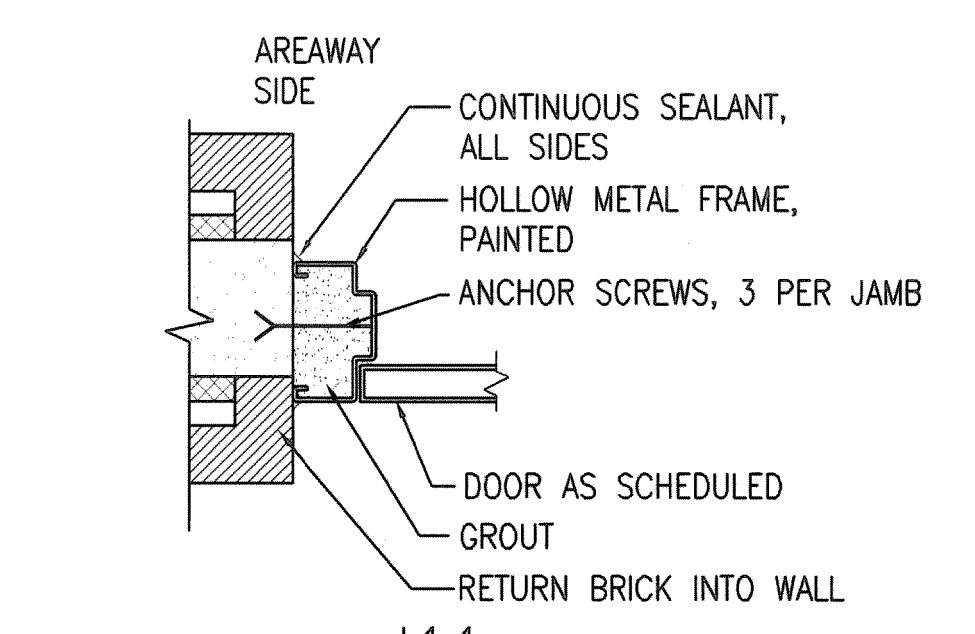 AREAWAY
SIDE
CONTINUOUS SEALANT,
ALL SIDES
HOLLOW METAL FRAME,
PAINTED
ANCHOR SCREWS, 3 PER JAMB
DOOR AS SCHEDULED
GROUT
RETURN BRICK INTO WALL